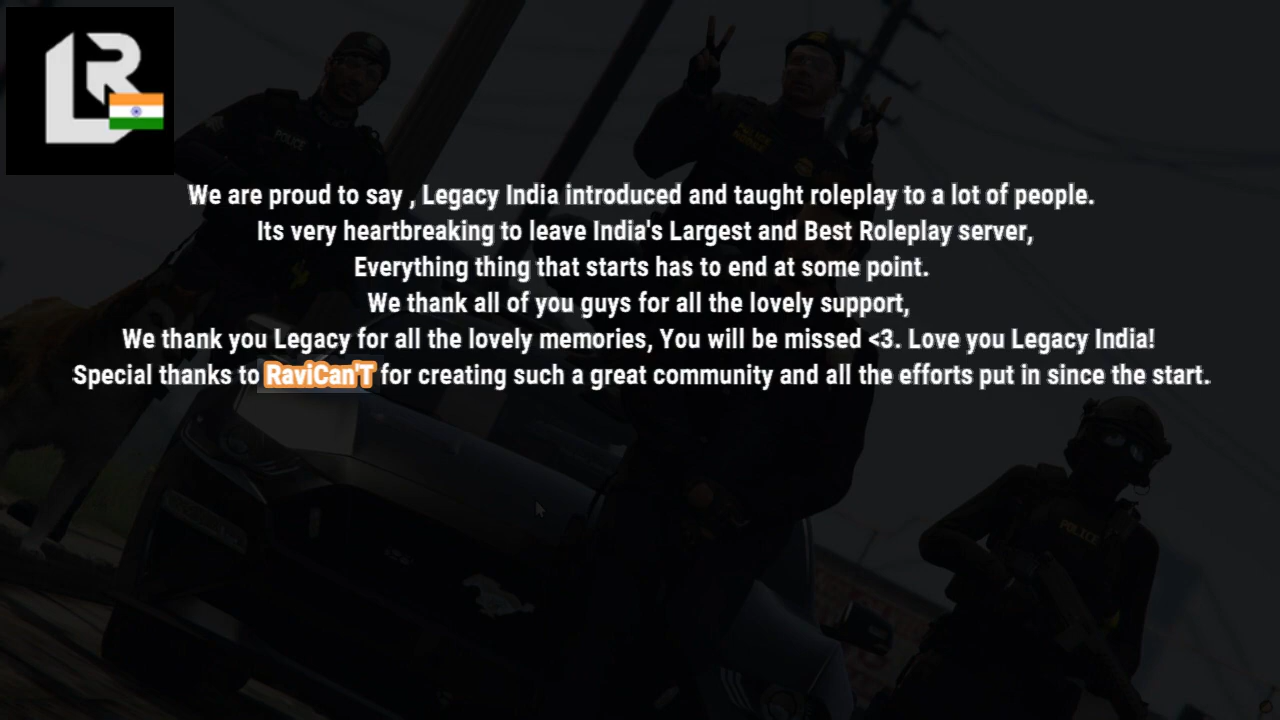 LR
POLICE
We are proud to say , Legacy India introduced and taught roleplay to a lot of people.
Its very heartbreaking to leave India's Largest and Best Roleplay server,
Everything thing that starts has to end at some point.
We thank all of you guys for all the lovely support,
We thank you Legacy for all the lovely memories, You will be missed <3. Love you Legacy India!
Special thanks to RaviCan'T for creating such a great community and all the efforts put in since the start.
POLICE